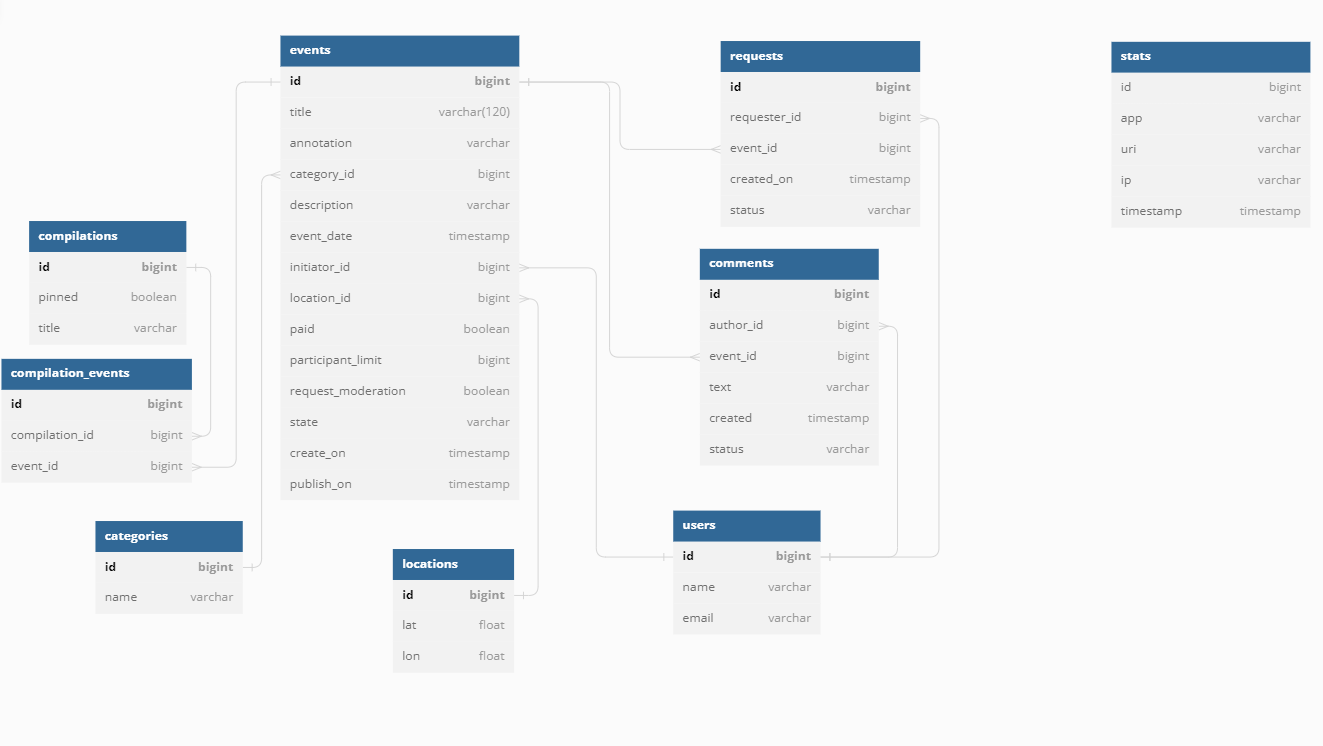 events
id bigint
title varchar(120)
annotation varchar
category_id bigint
description varchar
event_date timestamp
initiator_id bigint
location_id bigint
paid boolean
participant_limit bigint
request_moderation boolean
state varchar
create_on timestamp
publish_on timestamp
requests
id bigint
requester_id bigint
event_id bigint
created_on timestamp
status varchar
stats
id bigint
app varchar
uri varchar
ip varchar
timestamp timestamp
compilations
id bigint
pinned boolean
title varchar
comments
id bigint
author_id bigint
event_id bigint
text varchar
created timestamp
status varchar
compilation_events
id bigint
compilation_id bigint
event_id bigint
categories
id bigint
name varchar
locations
id bigint
lat float
lon float
users
id bigint
name varchar
email varchar